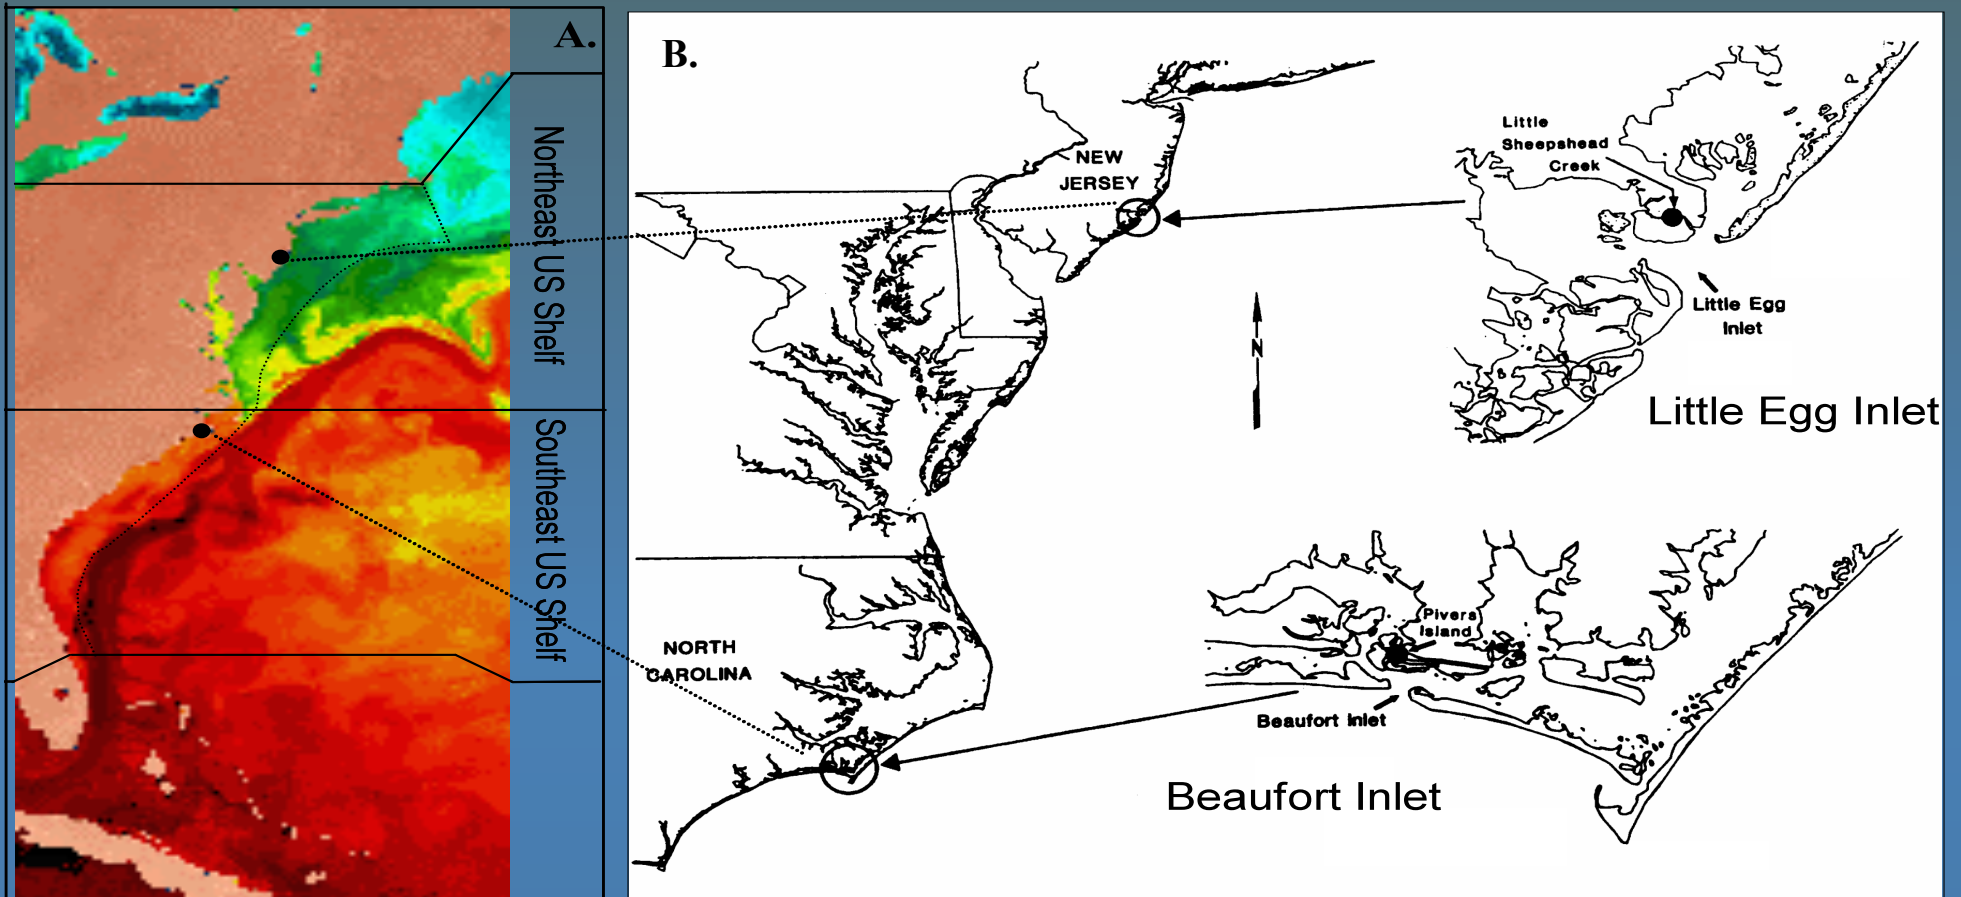 A.
Northeast US Shelf
Southeast US Shelf
B.
NEW
JERSEY
NORTH
CAROLINA
N
Little
Sheepshead
Creek
Little Egg
Inlet
Little Egg Inlet
Pivers
Island
Beaufort Inlet
Beaufort Inlet